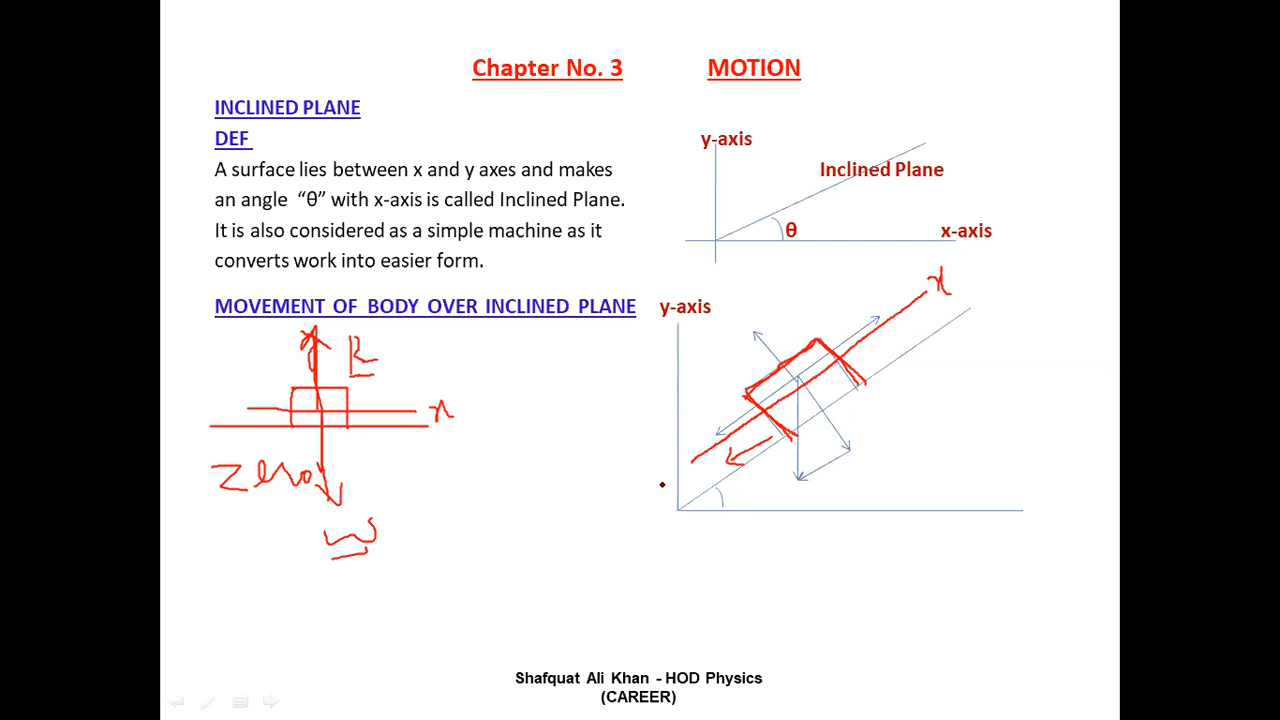 Chapter No. 3 MOTION
INCLINED PLANE
DEF
A surface lies between x and y axes and makes
an angle “θ” with x-axis is called Inclined Plane.
It is also considered as a simple machine as it
converts work into easier form.
y-axis
Inclined Plane
θ
x-axis
MOVEMENT OF BODY OVER INCLINED PLANE
y-axis
x
R
x
Zero
w
Shafquat Ali Khan - HOD Physics
(CAREER)